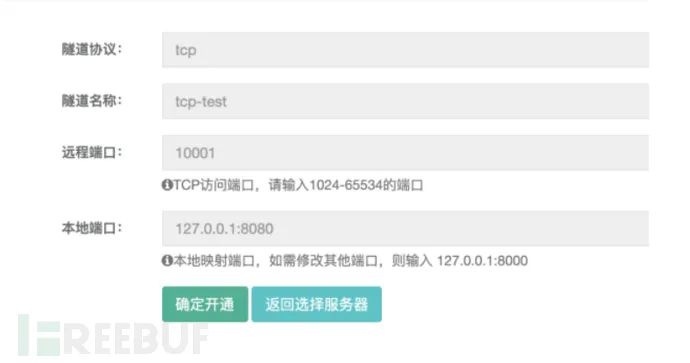 隧道协议： tcp
隧道名称： tcp-test
远程端口： 10001
TCP访问端口，请输入1024-65534的端口
本地端口： 127.0.0.1:8080
本地映射端口，如需修改其他端口，则输入 127.0.0.1:8000
确定开通 返回选择服务器
FREEBUF